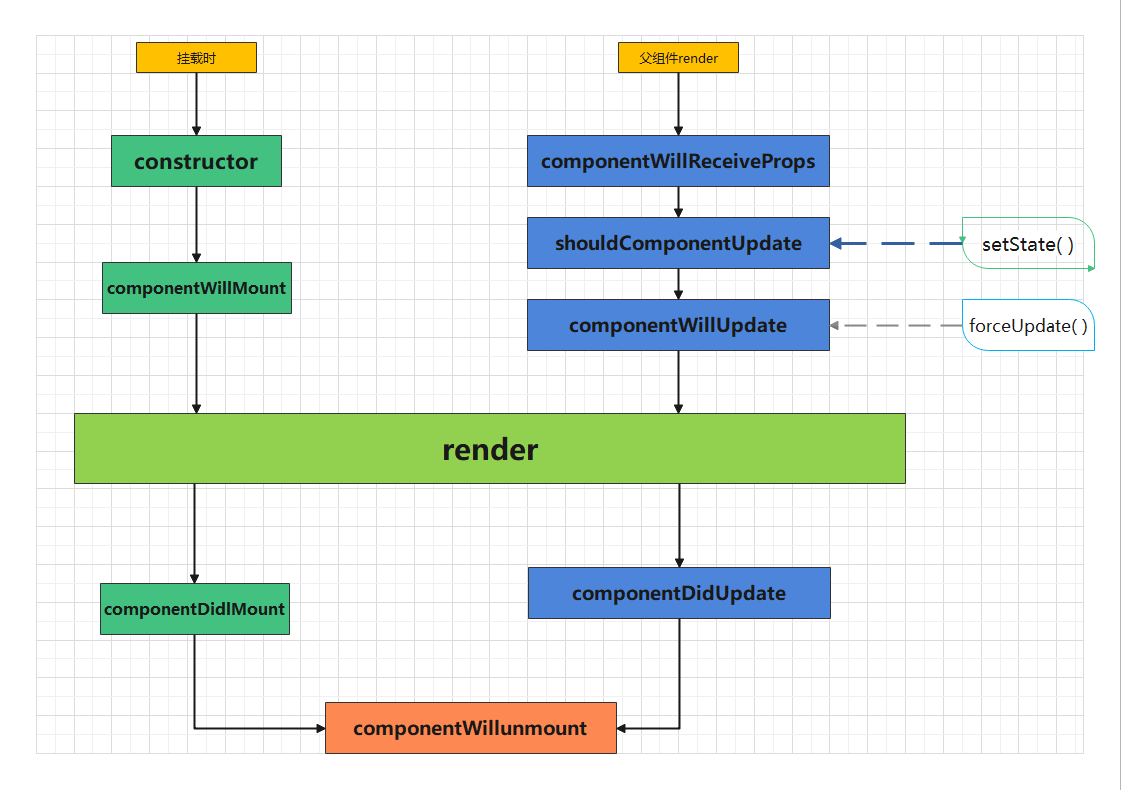 挂载时
父组件render
constructor
componentWillReceiveProps
shouldComponentUpdate
setState( )
componentWillMount
componentWillUpdate
forceUpdate( )
render
componentDidlMount
componentDidUpdate
componentWillunmount